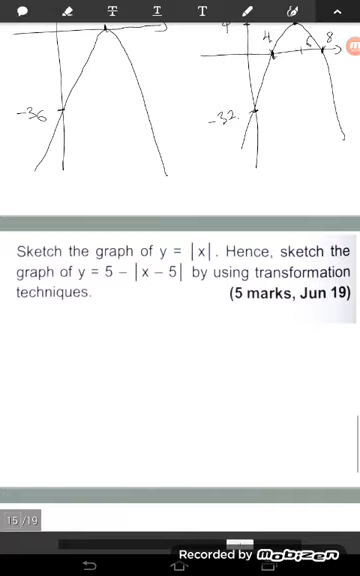 4
4
6
8
-36
-32
Sketch the graph of y = |x|. Hence, sketch the
graph of y = 5 − |x − 5| by using transformation
techniques. (5 marks, Jun 19)
15 /19
Recorded by Mobizen